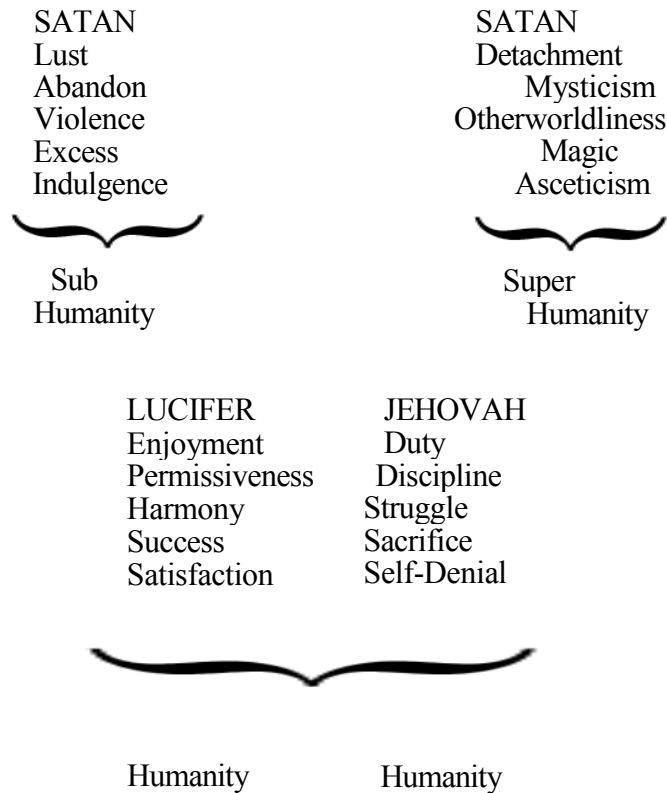 SATAN
Lust
Abandon
Violence
Excess
Indulgence
Sub
Humanity
SATAN
Detachment
Mysticism
Otherworldliness
Magic
Asceticism
Super
Humanity
LUCIFER
Enjoyment
Permissiveness
Harmony
Success
Satisfaction
Humanity
JEHOVAH
Duty
Discipline
Struggle
Sacrifice
Self-Denial
Humanity